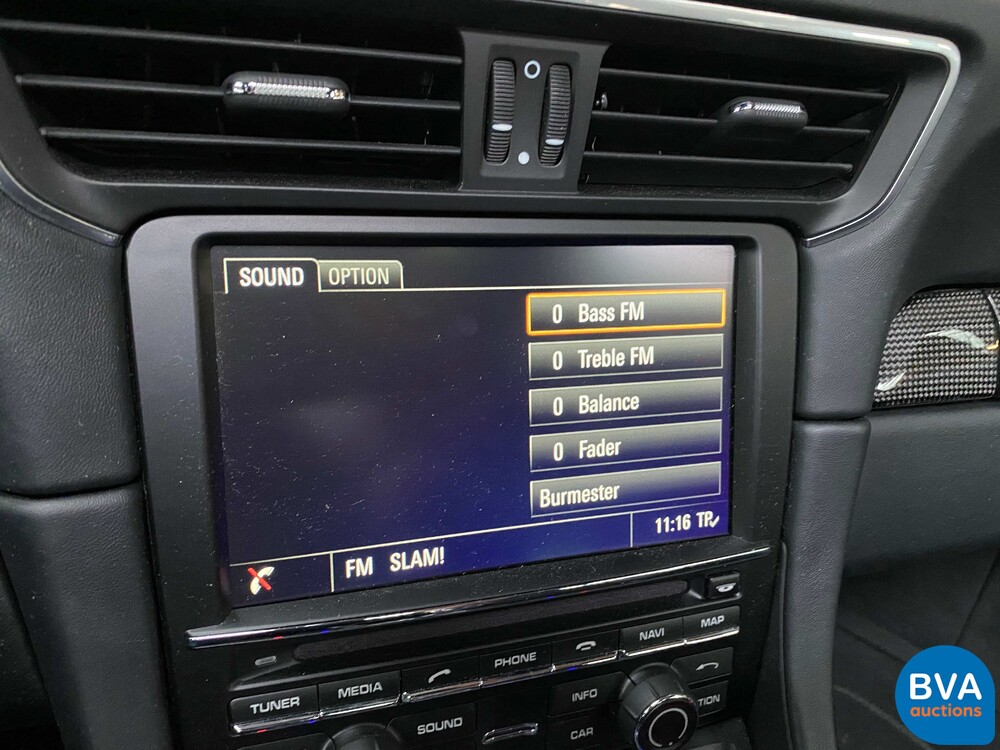 SOUND OPTION
0 Bass FM
0 Treble FM
0 Balance
0 Fader
Burmester
11:16 TP
FM SLAM!
TUNER MEDIA PHONE NAVI MAP
SOUND INFO
CAR
BVA
auctions